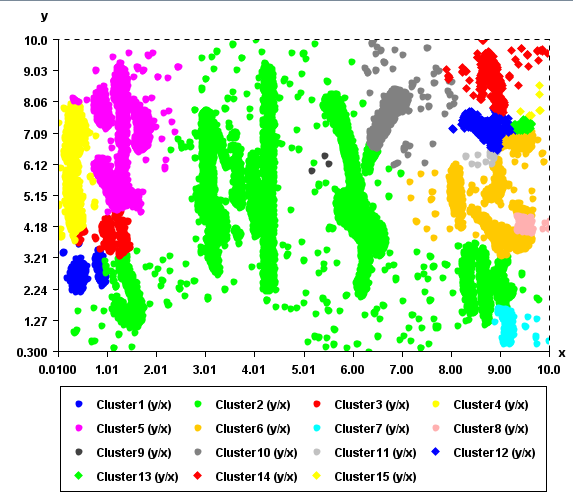 y
10.0
9.03
8.06
7.09
6.12
5.15
4.18
3.21
2.24
1.27
0.300
0.0100 1.01 2.01 3.01 4.01 5.01 6.00 7.00 8.00 9.00 10.0 x
Cluster1 (y/x) Cluster2 (y/x) Cluster3 (y/x) Cluster4 (y/x)
Cluster5 (y/x) Cluster6 (y/x) Cluster7 (y/x) Cluster8 (y/x)
Cluster9 (y/x) Cluster10 (y/x) Cluster11 (y/x) Cluster12 (y/x)
Cluster13 (y/x) Cluster14 (y/x) Cluster15 (y/x)